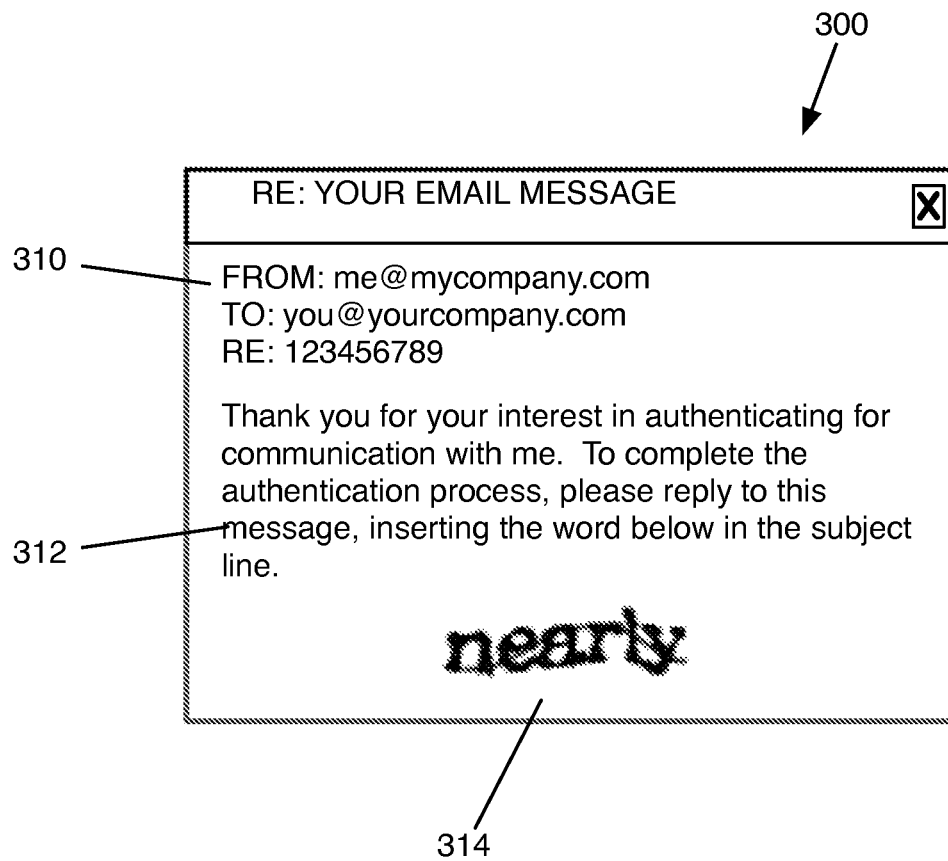 300
RE: YOUR EMAIL MESSAGE
X
310
FROM: me@mycompany.com
TO: you@yourcompany.com
RE: 123456789
Thank you for your interest in authenticating for
communication with me.  To complete the
authentication process, please reply to this
message, inserting the word below in the subject
line.
312
nearly
314